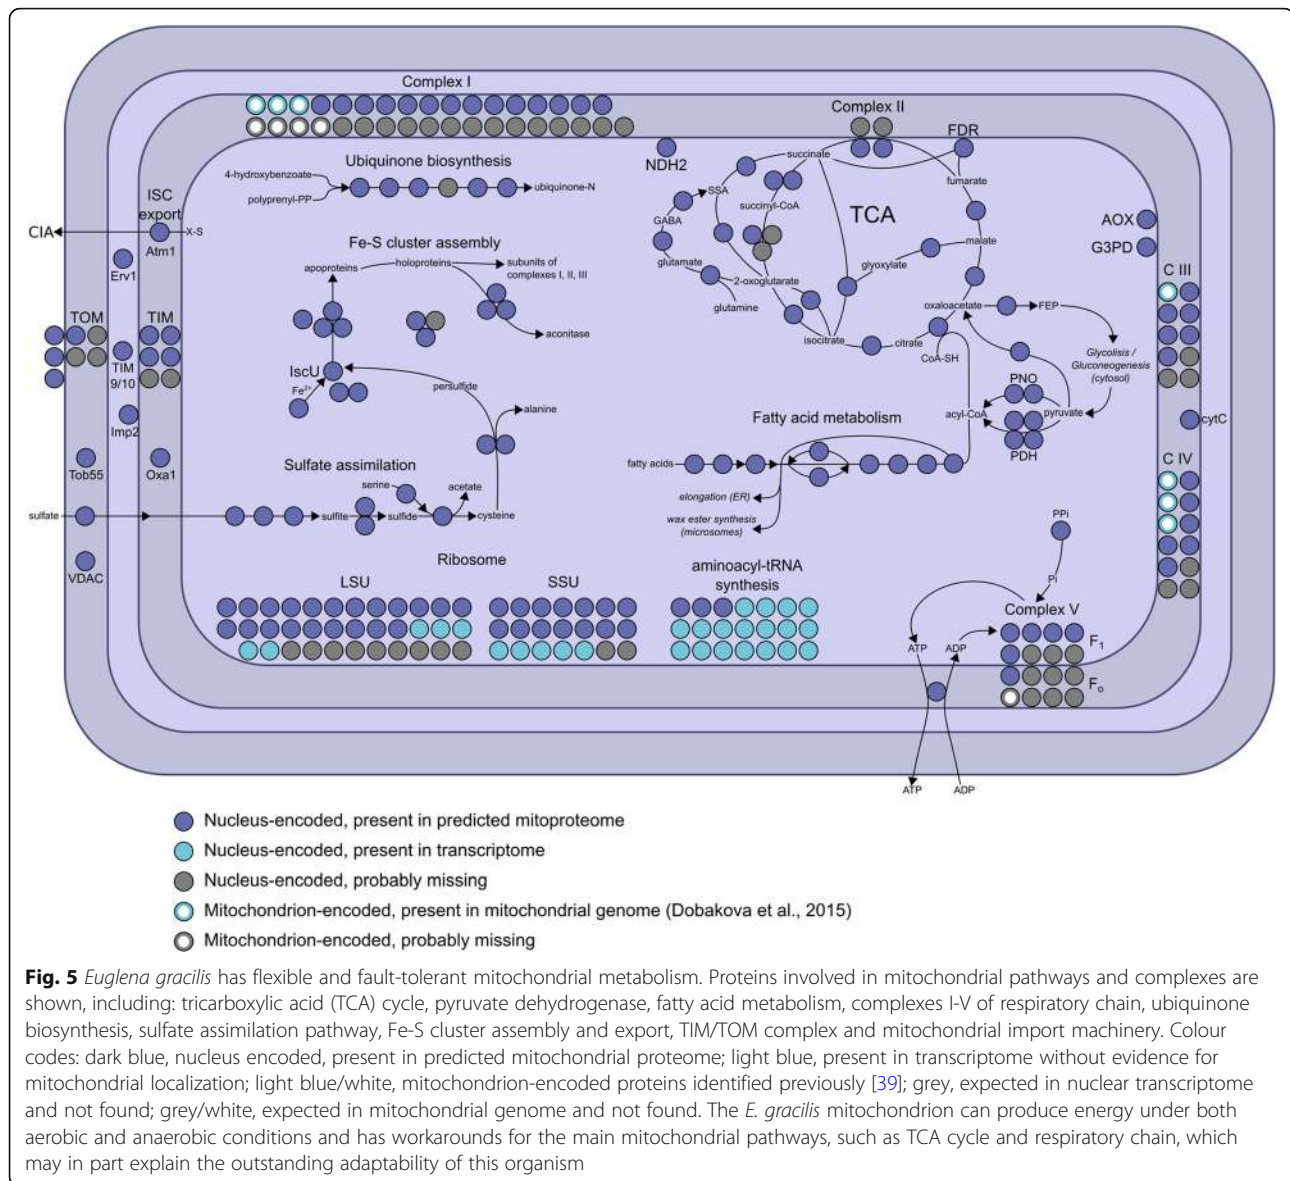 Complex I
Complex II
FDR
NDH2
succinate
fumarate
Ubiquinone biosynthesis
4-hydroxybenzoate
polyprenyl-PP
ubiquinone-N
SSA
GABA
succinyl-CoA
TCA
malate
glyoxylate
glutamate
2-oxoglutarate
glutamine
isocitrate
citrate
oxaloacetate
FEP
CoA-SH
Glycolisis /
Gluconeogenesis
(cytosol)
AOX
G3PD
C III
cytC
C IV
ISC
export
CIA
X-S
Atm1
Erv1
TOM
TIM
TIM
9/10
Imp2
Tob55
Oxa1
VDAC
Fe-S cluster assembly
apoproteins
holoproteins
subunits of
complexes I, II, III
aconitase
IscU
Fe2+
persulfide
alanine
PNO
acyl-CoA
pyruvate
PDH
Fatty acid metabolism
fatty acids
elongation (ER)
wax ester synthesis
(microsomes)
Sulfate assimilation
serine
acetate
sulfate
sulfite
sulfide
cysteine
Ribosome
LSU
SSU
aminoacyl-tRNA
synthesis
PPi
Pi
Complex V
F1
Fo
ATP
ADP
ATP
ADP
Nucleus-encoded, present in predicted mitoproteome
Nucleus-encoded, present in transcriptome
Nucleus-encoded, probably missing
Mitochondrion-encoded, present in mitochondrial genome (Dobakova et al., 2015)
Mitochondrion-encoded, probably missing
Fig. 5 Euglena gracilis has flexible and fault-tolerant mitochondrial metabolism. Proteins involved in mitochondrial pathways and complexes are
shown, including: tricarboxylic acid (TCA) cycle, pyruvate dehydrogenase, fatty acid metabolism, complexes I-V of respiratory chain, ubiquinone
biosynthesis, sulfate assimilation pathway, Fe-S cluster assembly and export, TIM/TOM complex and mitochondrial import machinery. Colour
codes: dark blue, nucleus encoded, present in predicted mitochondrial proteome; light blue, present in transcriptome without evidence for
mitochondrial localization; light blue/white, mitochondrion-encoded proteins identified previously [39]; grey, expected in nuclear transcriptome
and not found; grey/white, expected in mitochondrial genome and not found. The E. gracilis mitochondrion can produce energy under both
aerobic and anaerobic conditions and has workarounds for the main mitochondrial pathways, such as TCA cycle and respiratory chain, which
may in part explain the outstanding adaptability of this organism